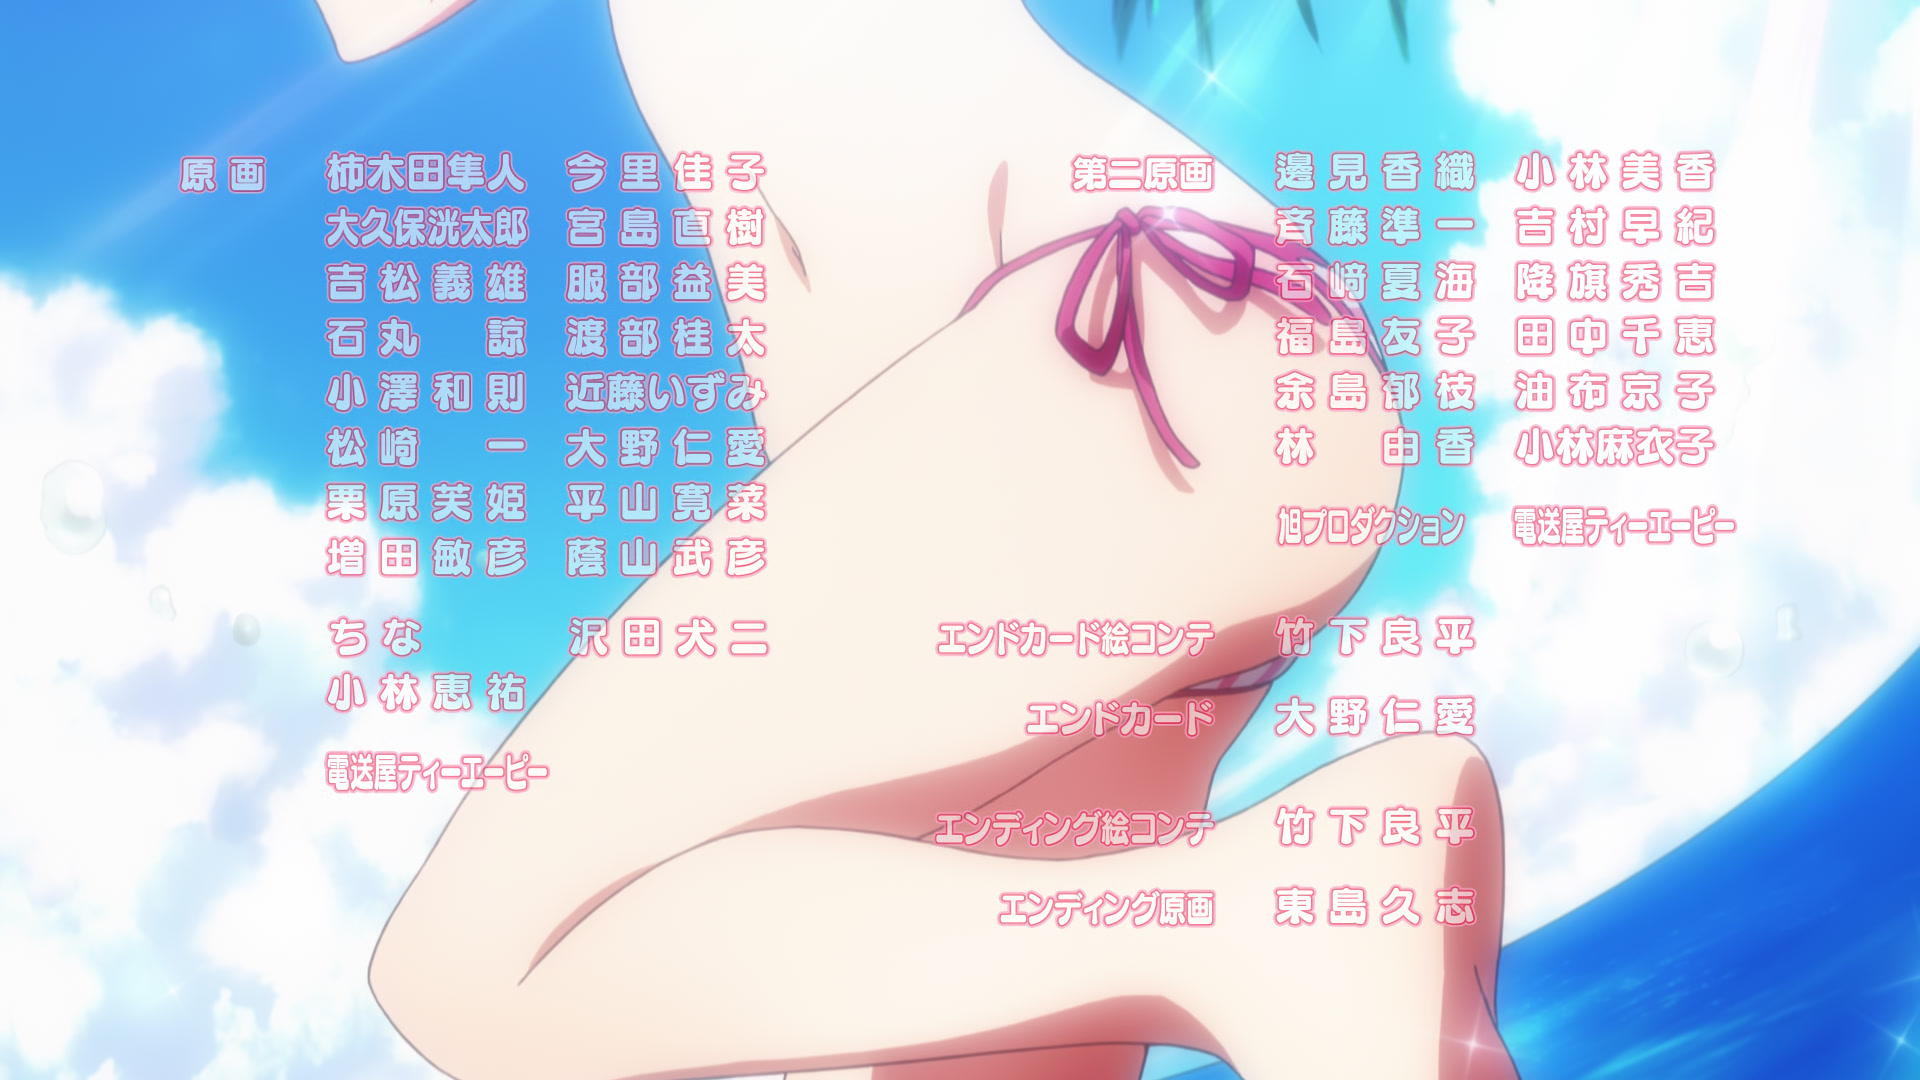 原画 柿木田隼人 今里佳子
大久保洸太郎 宮島直樹
吉松義雄 服部益美
石丸 諒 渡部桂太
小澤和則 近藤いずみ
松崎 一 大野仁愛
栗原芙姫 平山寛菜
増田敏彦 蔭山武彦
ちな 沢田犬二
小林恵祐
電送屋ティーエーピー
第二原画 邊見香織 小林美香
斉藤準一 吉村早紀
石﨑夏海 降旗秀吉
福島友子 田中千恵
余島郁枝 油布京子
林 由香 小林麻衣子
旭プロダクション 電送屋ティーエーピー
エンドカード絵コンテ 竹下良平
エンドカード 大野仁愛
エンディング絵コンテ 竹下良平
エンディング原画 東島久志